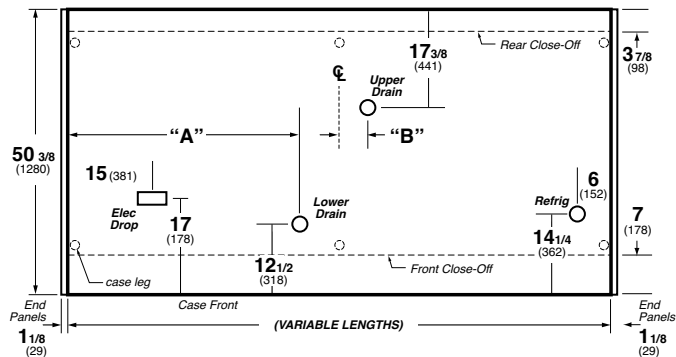 17 3/8
(441)
Rear Close-Off
3 7/8
(98)
℄
Upper
Drain
"A"
"B"
50 3/8
(1280)
15 (381)
Elec
Drop
17
(178)
Lower
Drain
Refrig
6
(152)
7
(178)
14 1/4
(362)
12 1/2
(318)
case leg
Front Close-Off
End
Panels
1 1/8
(29)
Case Front
(VARIABLE LENGTHS)
End
Panels
1 1/8
(29)